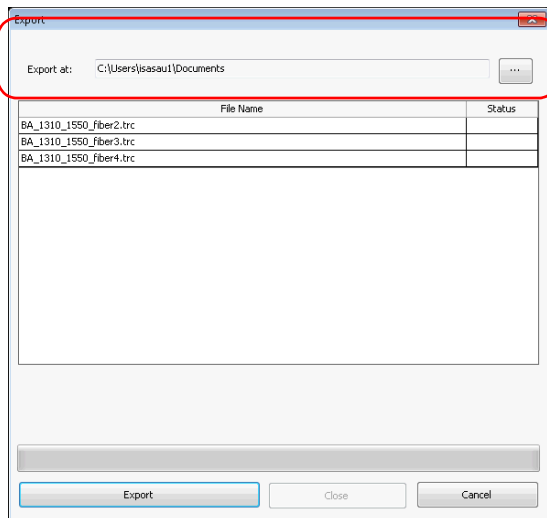 Export
Export at: C:\Users\isasau1\Documents ...
File Name Status
BA_1310_1550_fiber2.trc
BA_1310_1550_fiber3.trc
BA_1310_1550_fiber4.trc
Export Close Cancel